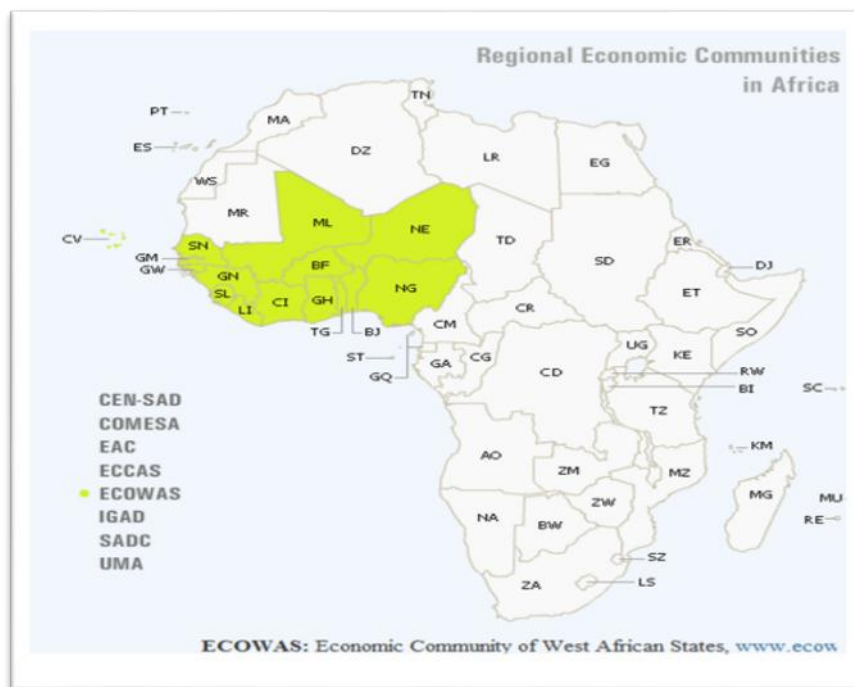 Regional Economic Communities
in Africa
TN
PT
MA
ES
DZ
LR
EG
WS
MR
ML
NE
CV
SN
TD
ER
GM
SD
DJ
GW
BF
GN
NG
ET
SL
CI
GH
LI
CR
CM
SO
TG
BJ
UG
KE
ST
GA
CG
GQ
CD
RW
BI
SC
TZ
CEN-SAD
COMESA
EAC
ECCAS
ECOWAS
IGAD
SADC
UMA
KM
AO
ZM
MZ
MG
MU
ZW
NA
BW
RE
SZ
LS
ZA
ECOWAS: Economic Community of West African States, www.ecow